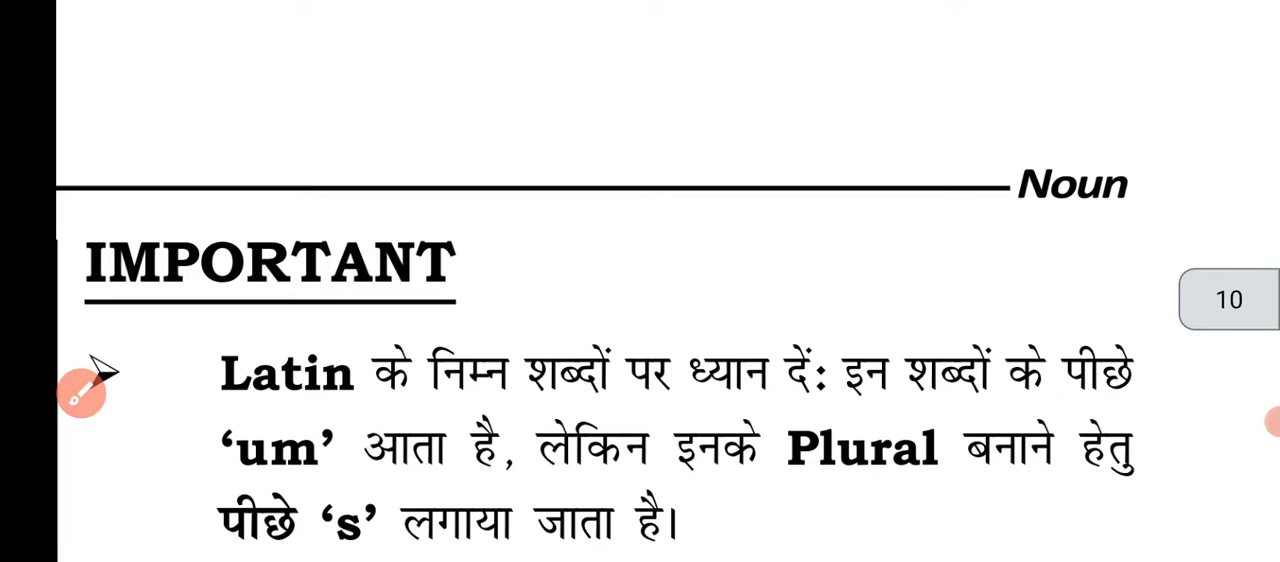 Noun
IMPORTANT
10
Latin के निम्न शब्दों पर ध्यान दें: इन शब्दों के पीछे
‘um’ आता है, लेकिन इनके Plural बनाने हेतु
पीछे ‘s’ लगाया जाता है।